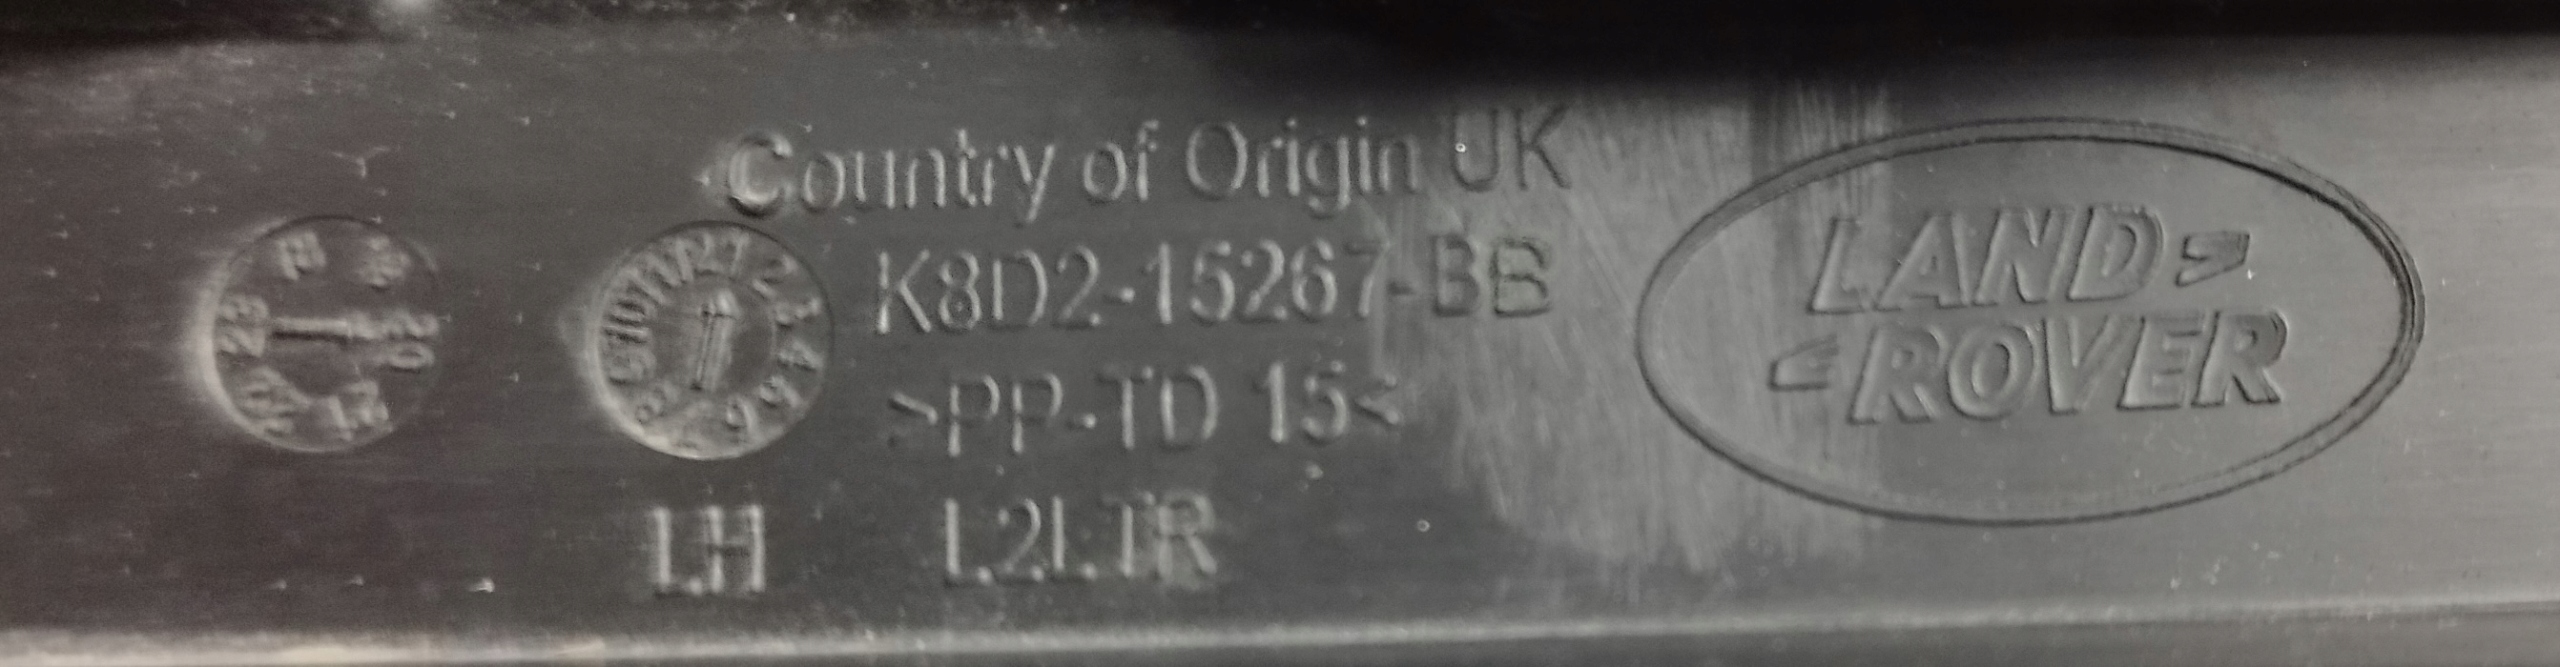 Country of Origin UK
K8D2-15267-BB
>PP-TD 15<
LH L2LTR
LAND
ROVER